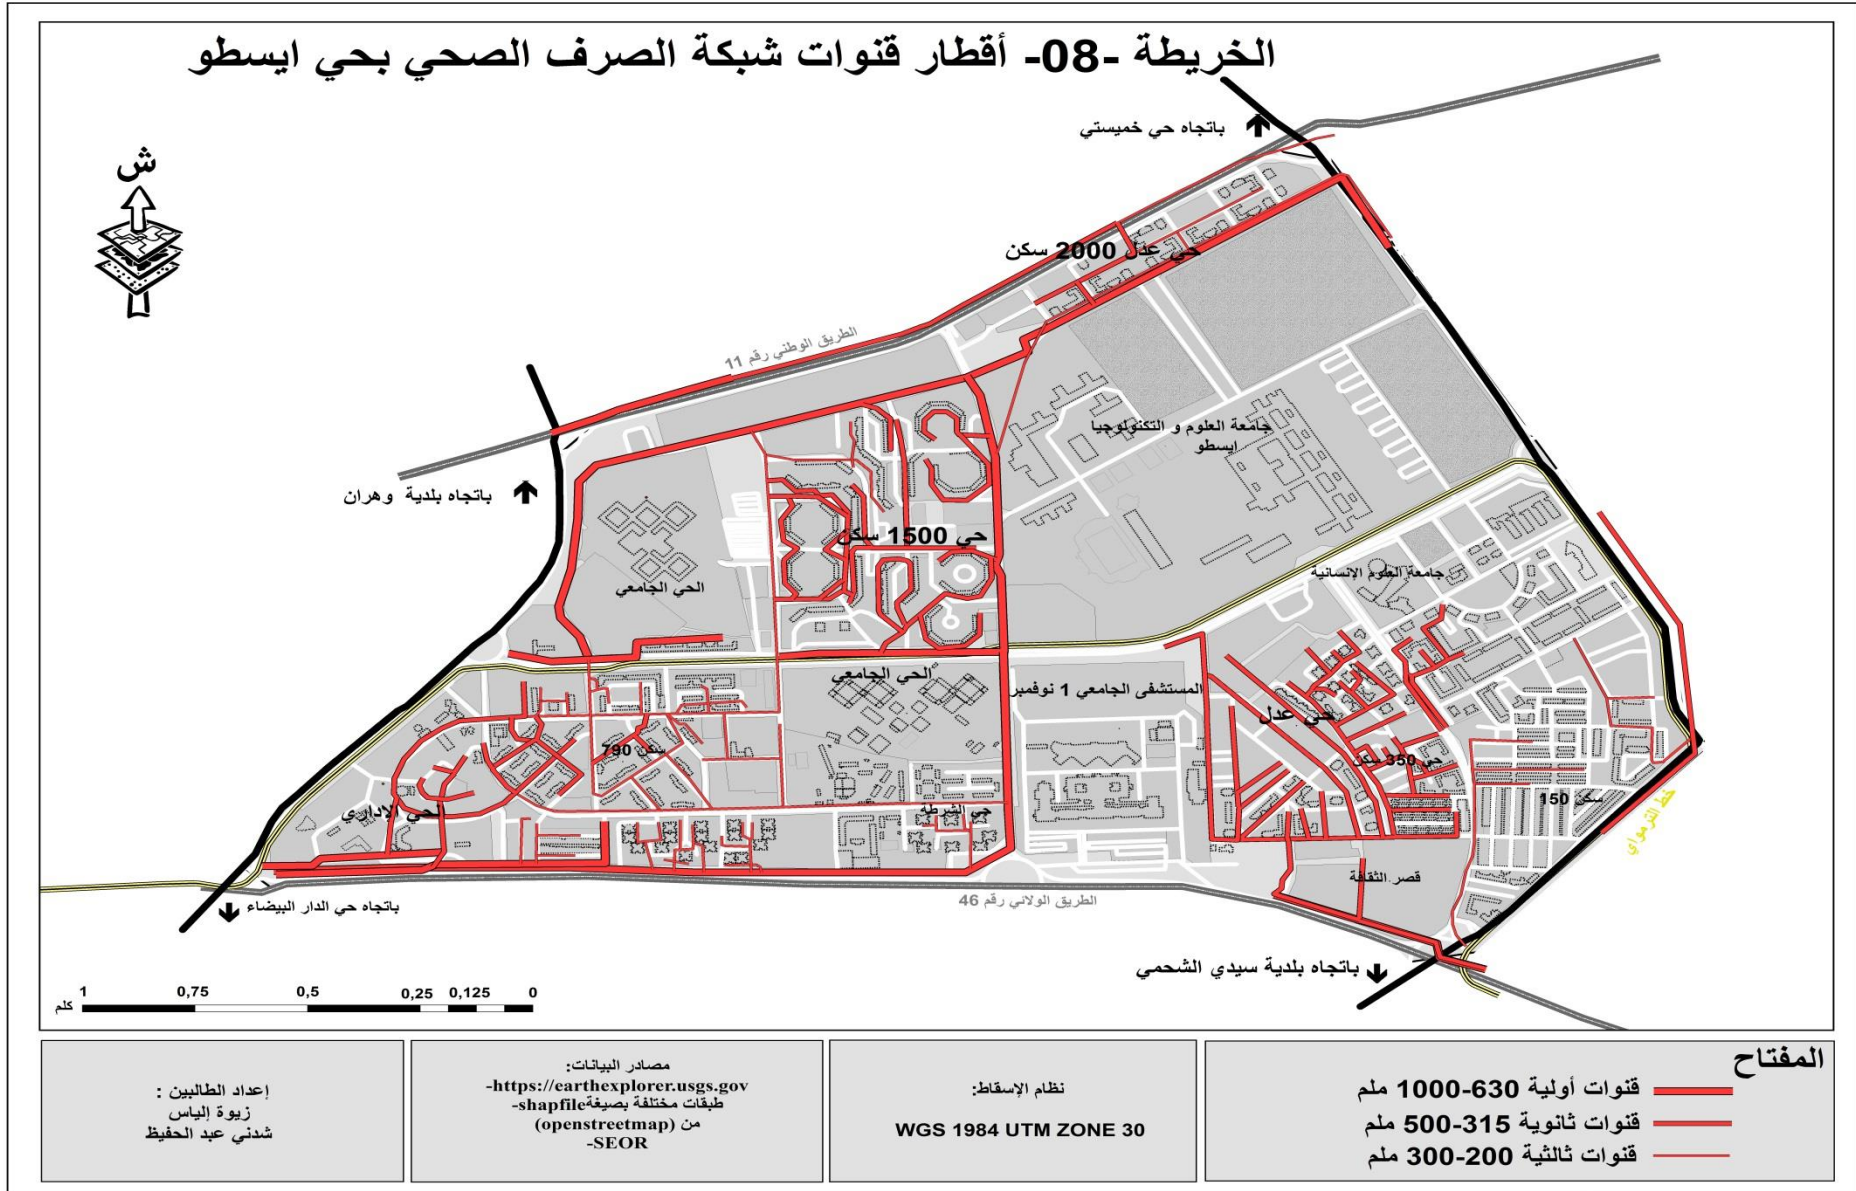 الخريطة -08- أقطار قنوات شبكة الصرف الصحي بحي ايسطو
باتجاه حي خميستي
ش
حي عدل 2000 سكن
الطريق الوطني رقم 11
جامعة العلوم و التكنولوجيا
ايسطو
باتجاه بلدية وهران
حي 1500 سكن
جامعة العلوم الإنسانية
الحي الجامعي
الحي الجامعي
المستشفى الجامعي 1 نوفمبر
حي عدل
790 سكن
حي 350 سكن
150 سكن
خط الترمواي
الحي الإداري
حي الشرطة
قصر الثقافة
باتجاه حي الدار البيضاء
الطريق الولائي رقم 46
باتجاه بلدية سيدي الشحمي
1 0,75 0,5 0,25 0,125 0
كلم
المفتاح
قنوات أولية 630-1000 ملم
قنوات ثانوية 315-500 ملم
قنوات ثالثية 200-300 ملم
نظام الإسقاط:
WGS 1984 UTM ZONE 30
مصادر البيانات:
-https://earthexplorer.usgs.gov
-shapfileطبقات مختلفة بصيغة
من (openstreetmap)
-SEOR
إعداد الطالبين :
زيوة إلياس
شدني عبد الحفيظ